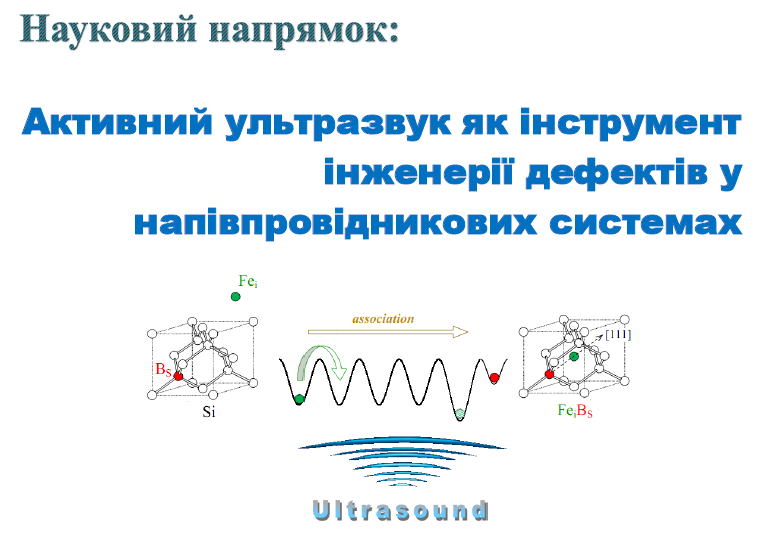 Науковий напрямок:
Активний ультразвук як інструмент
інженерії дефектів у
напівпровідникових системах
Feᵢ
association
[111]
Bₛ
Si
FeᵢBₛ
Ultrasound